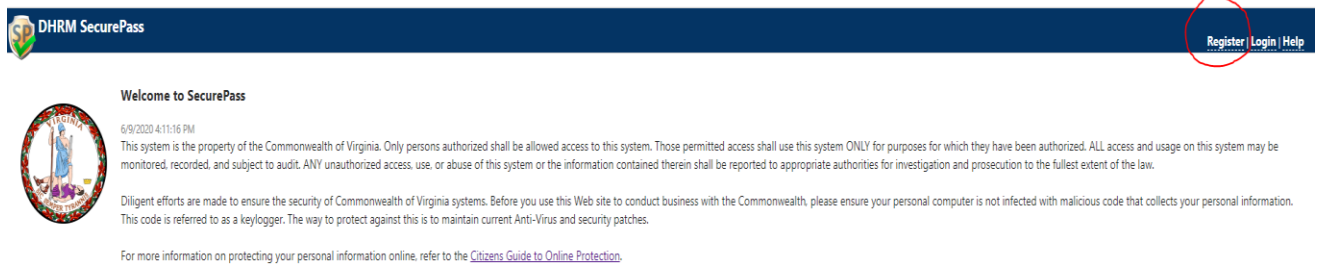 SP DHRM SecurePass
Register | Login | Help
Welcome to SecurePass
VIRGINIA
6/9/2020 4:11:16 PM
This system is the property of the Commonwealth of Virginia. Only persons authorized shall be allowed access to this system. Those permitted access shall use this system ONLY for purposes for which they have been authorized. ALL access and usage on this system may be
monitored, recorded, and subject to audit. ANY unauthorized access, use, or abuse of this system or the information contained therein shall be reported to appropriate authorities for investigation and prosecution to the fullest extent of the law.
Diligent efforts are made to ensure the security of Commonwealth of Virginia systems. Before you use this Web site to conduct business with the Commonwealth, please ensure your personal computer is not infected with malicious code that collects your personal information.
This code is referred to as a keylogger. The way to protect against this is to maintain current Anti-Virus and security patches.
For more information on protecting your personal information online, refer to the Citizens Guide to Online Protection.